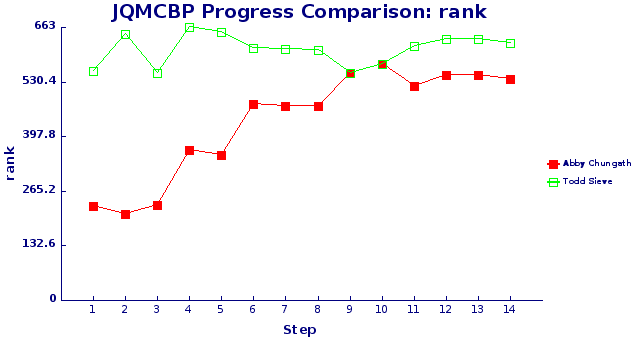 JQMCBP Progress Comparison: rank
663
530.4
397.8
265.2
132.6
0
rank
1 2 3 4 5 6 7 8 9 10 11 12 13 14
Step
Abby Chungath
Todd Sieve